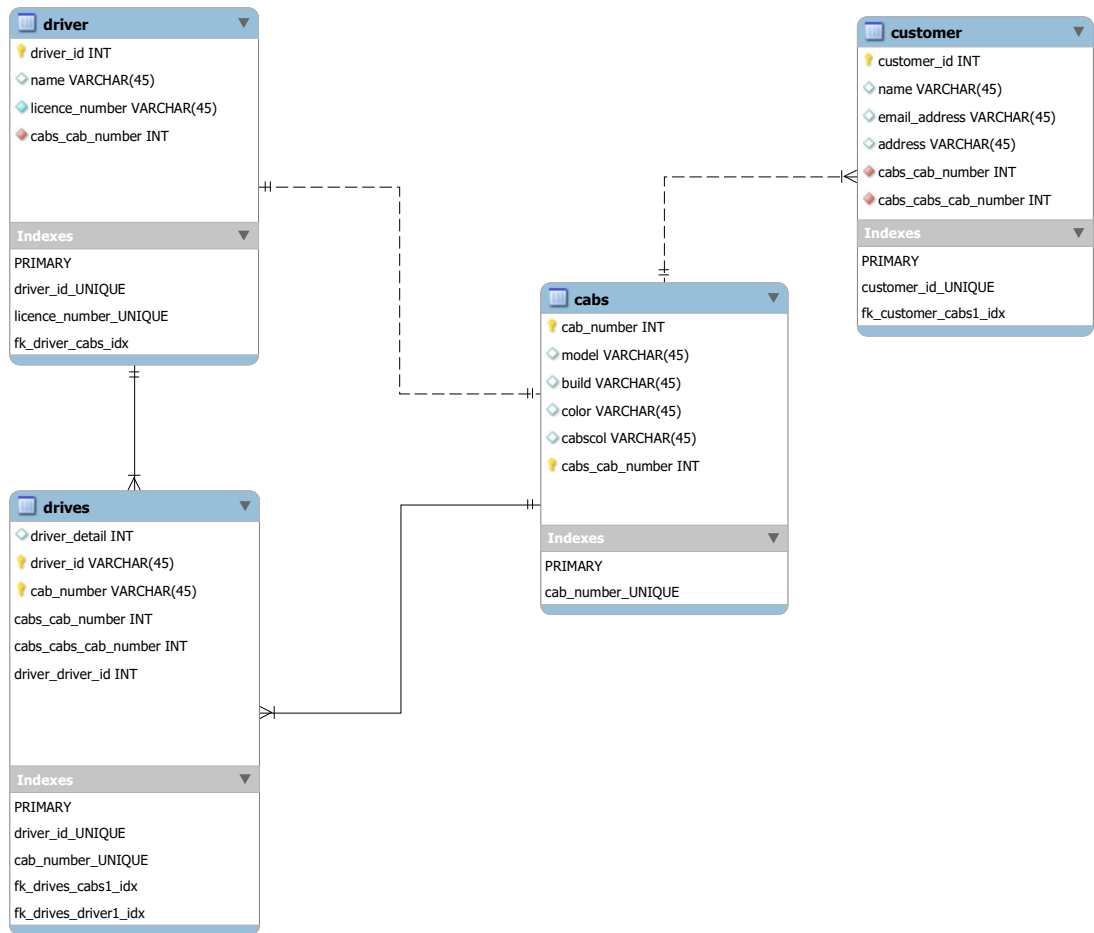 driver
driver_id INT
name VARCHAR(45)
licence_number VARCHAR(45)
cabs_cab_number INT
Indexes
PRIMARY
driver_id_UNIQUE
licence_number_UNIQUE
fk_driver_cabs_idx
customer
customer_id INT
name VARCHAR(45)
email_address VARCHAR(45)
address VARCHAR(45)
cabs_cab_number INT
cabs_cabs_cab_number INT
Indexes
PRIMARY
customer_id_UNIQUE
fk_customer_cabs1_idx
cabs
cab_number INT
model VARCHAR(45)
build VARCHAR(45)
color VARCHAR(45)
cabscol VARCHAR(45)
cabs_cab_number INT
Indexes
PRIMARY
cab_number_UNIQUE
drives
driver_detail INT
driver_id VARCHAR(45)
cab_number VARCHAR(45)
cabs_cab_number INT
cabs_cabs_cab_number INT
driver_driver_id INT
Indexes
PRIMARY
driver_id_UNIQUE
cab_number_UNIQUE
fk_drives_cabs1_idx
fk_drives_driver1_idx